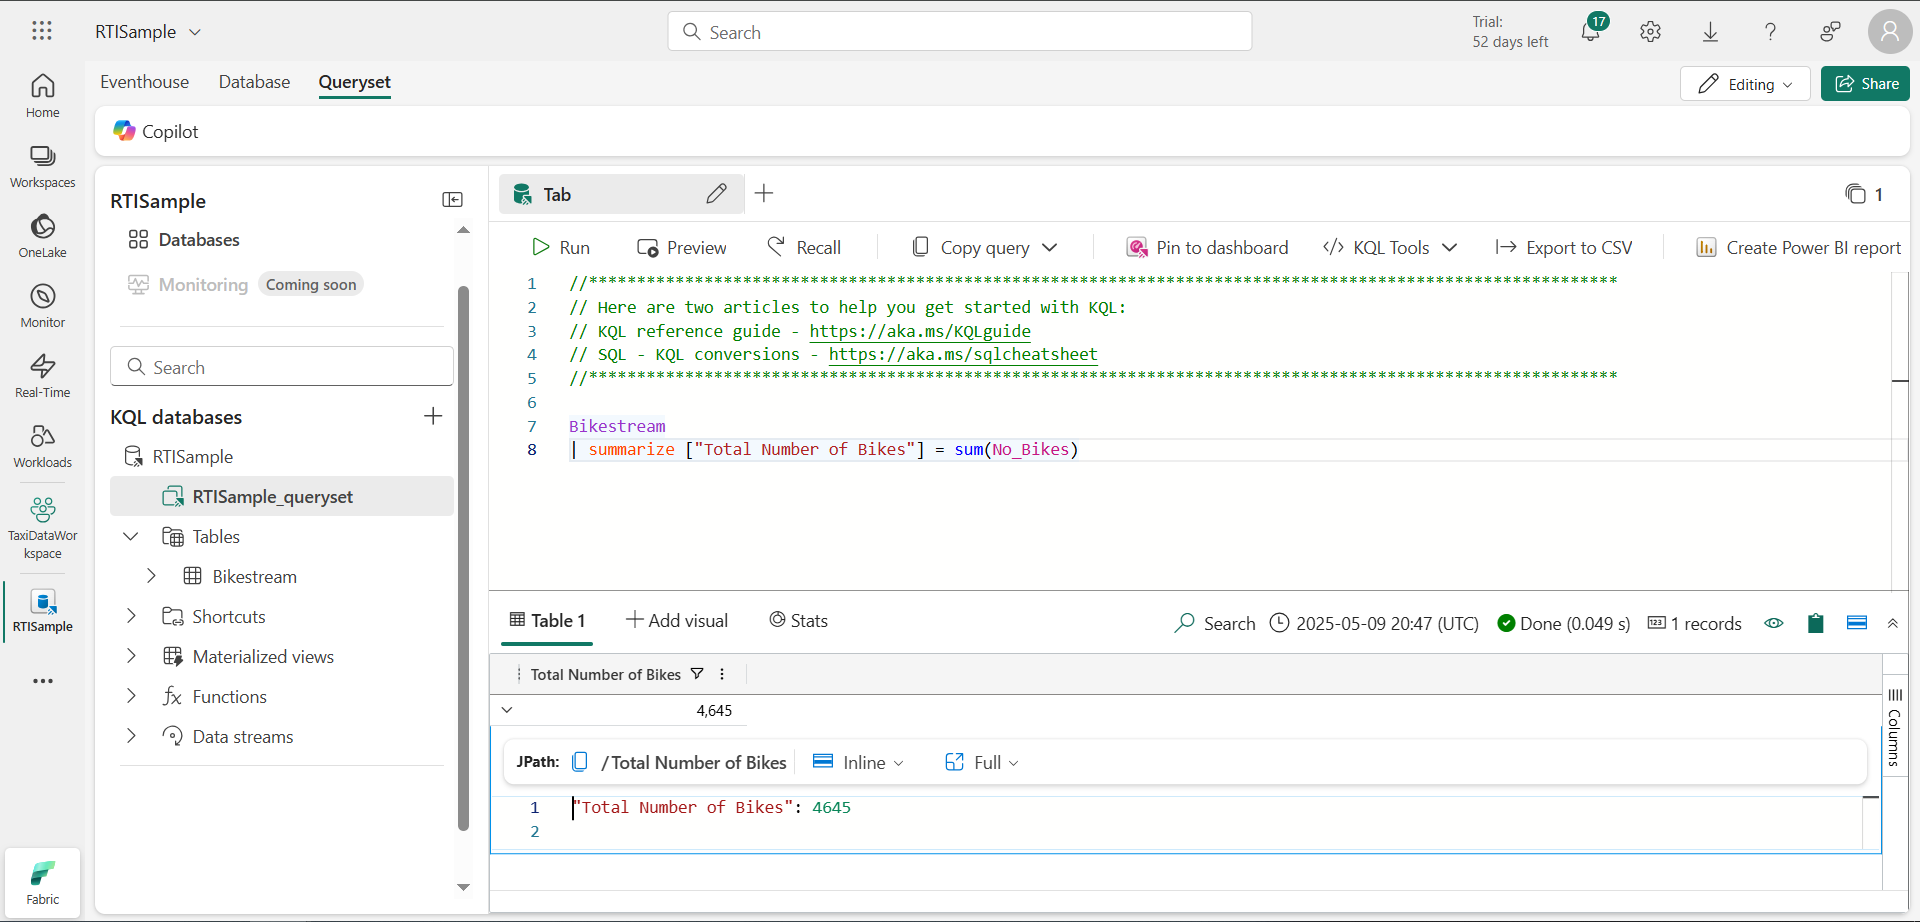 RTISample
Search
Trial:
52 days left
17
Eventhouse
Database
Queryset
Editing
Share
Copilot
Home
Workspaces
OneLake
Monitor
Real-Time
Workloads
TaxiDataWor
kspace
RTISample
Fabric
RTISample
Databases
Monitoring
Coming soon
Search
KQL databases
RTISample
RTISample_queryset
Tables
Bikestream
Shortcuts
Materialized views
Functions
Data streams
Tab
1
Run
Preview
Recall
Copy query
Pin to dashboard
KQL Tools
Export to CSV
Create Power BI report
1 //***********************************************************************************************************
2 // Here are two articles to help you get started with KQL:
3 // KQL reference guide - https://aka.ms/KQLguide
4 // SQL - KQL conversions - https://aka.ms/sqlcheatsheet
5 //***********************************************************************************************************
6
7 Bikestream
8 | summarize ["Total Number of Bikes"] = sum(No_Bikes)
Table 1
Add visual
Stats
Search
2025-05-09 20:47 (UTC)
Done (0.049 s)
1 records
Total Number of Bikes
4,645
Columns
JPath:
/Total Number of Bikes
Inline
Full
1 "Total Number of Bikes": 4645
2